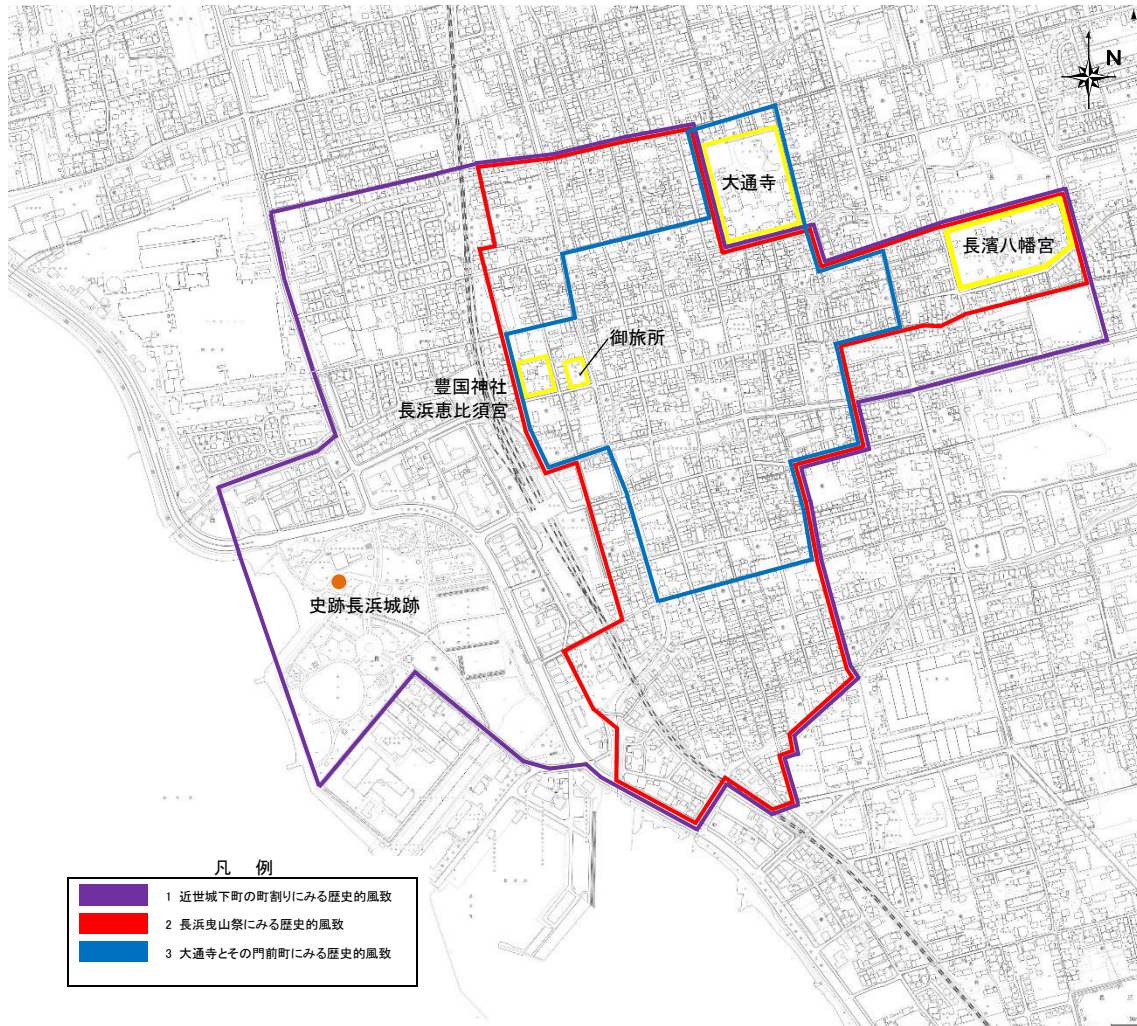 N
大通寺
長濱八幡宮
御旅所
豊国神社
長浜恵比須宮
史跡長浜城跡
凡 例
1 近世城下町の町割りにみる歴史的風致
2 長浜曳山祭にみる歴史的風致
3 大通寺とその門前町にみる歴史的風致